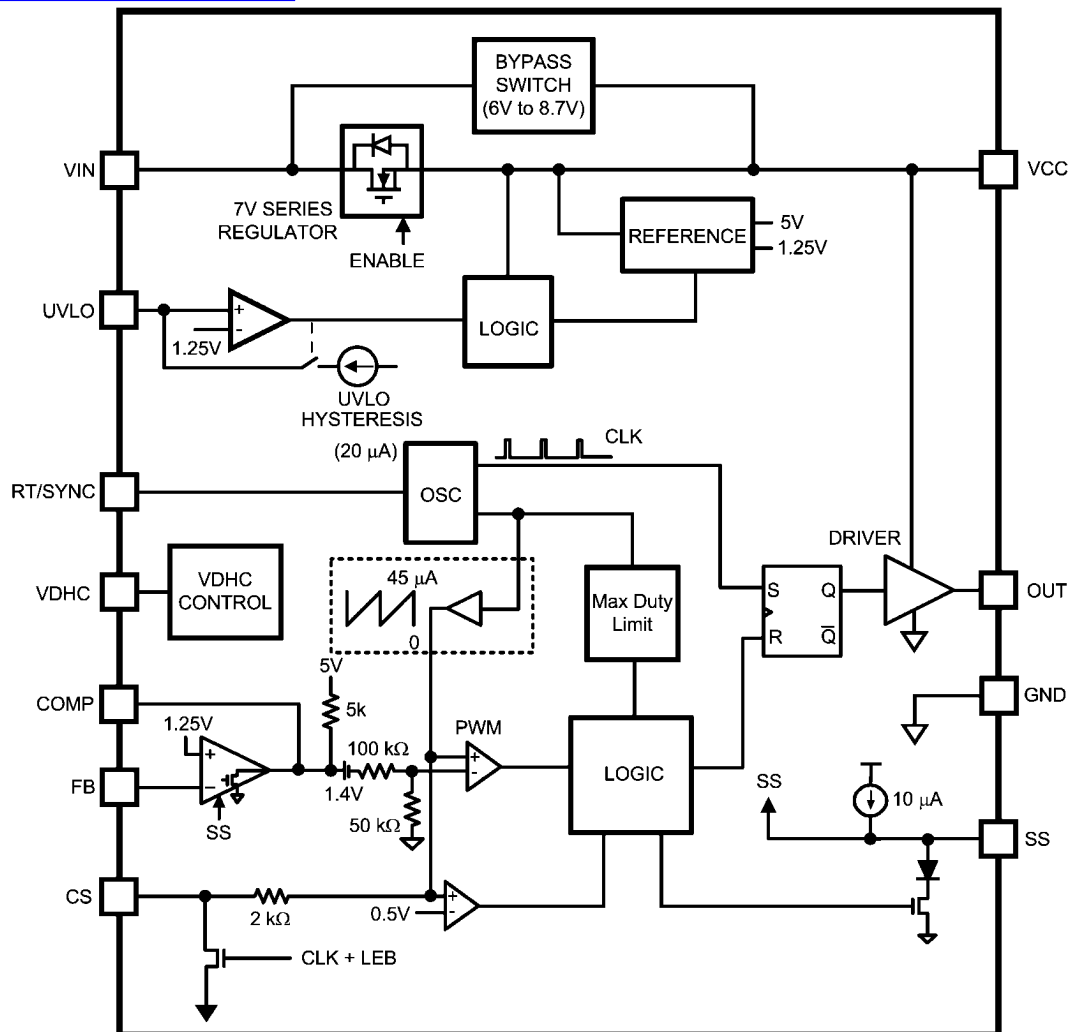 BYPASS
SWITCH
(6V to 8.7V)
VIN
VCC
7V SERIES
REGULATOR
ENABLE
REFERENCE
5V
1.25V
UVLO
+
-
1.25V
LOGIC
UVLO
HYSTERESIS
(20 μA)
CLK
RT/SYNC
OSC
DRIVER
VDHC
VDHC
CONTROL
45 μA
0
Max Duty
Limit
S
Q
R
Q̅
OUT
5V
COMP
5k
GND
1.25V
PWM
+
-
100 kΩ
+
-
LOGIC
FB
1.4V
SS
10 μA
SS
50 kΩ
SS
CS
2 kΩ
0.5V
+
-
CLK + LEB